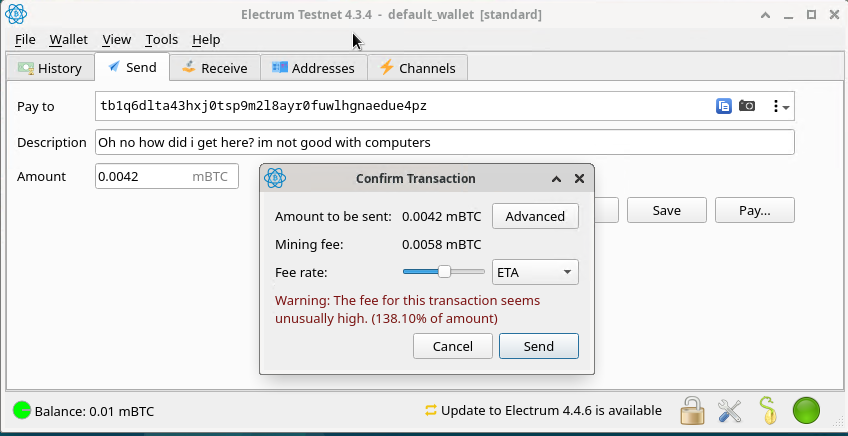 Electrum Testnet 4.3.4 - default_wallet [standard]
File Wallet View Tools Help
History Send Receive Addresses Channels
Pay to tb1q6dlta43hxj0tsp9m2l8ayr0fuwlhgnaedue4pz
Description Oh no how did i get here? im not good with computers
Amount 0.0042 mBTC
Save Pay...
Confirm Transaction
Amount to be sent: 0.0042 mBTC Advanced
Mining fee: 0.0058 mBTC
Fee rate: ETA
Warning: The fee for this transaction seems
unusually high. (138.10% of amount)
Cancel Send
Balance: 0.01 mBTC Update to Electrum 4.4.6 is available